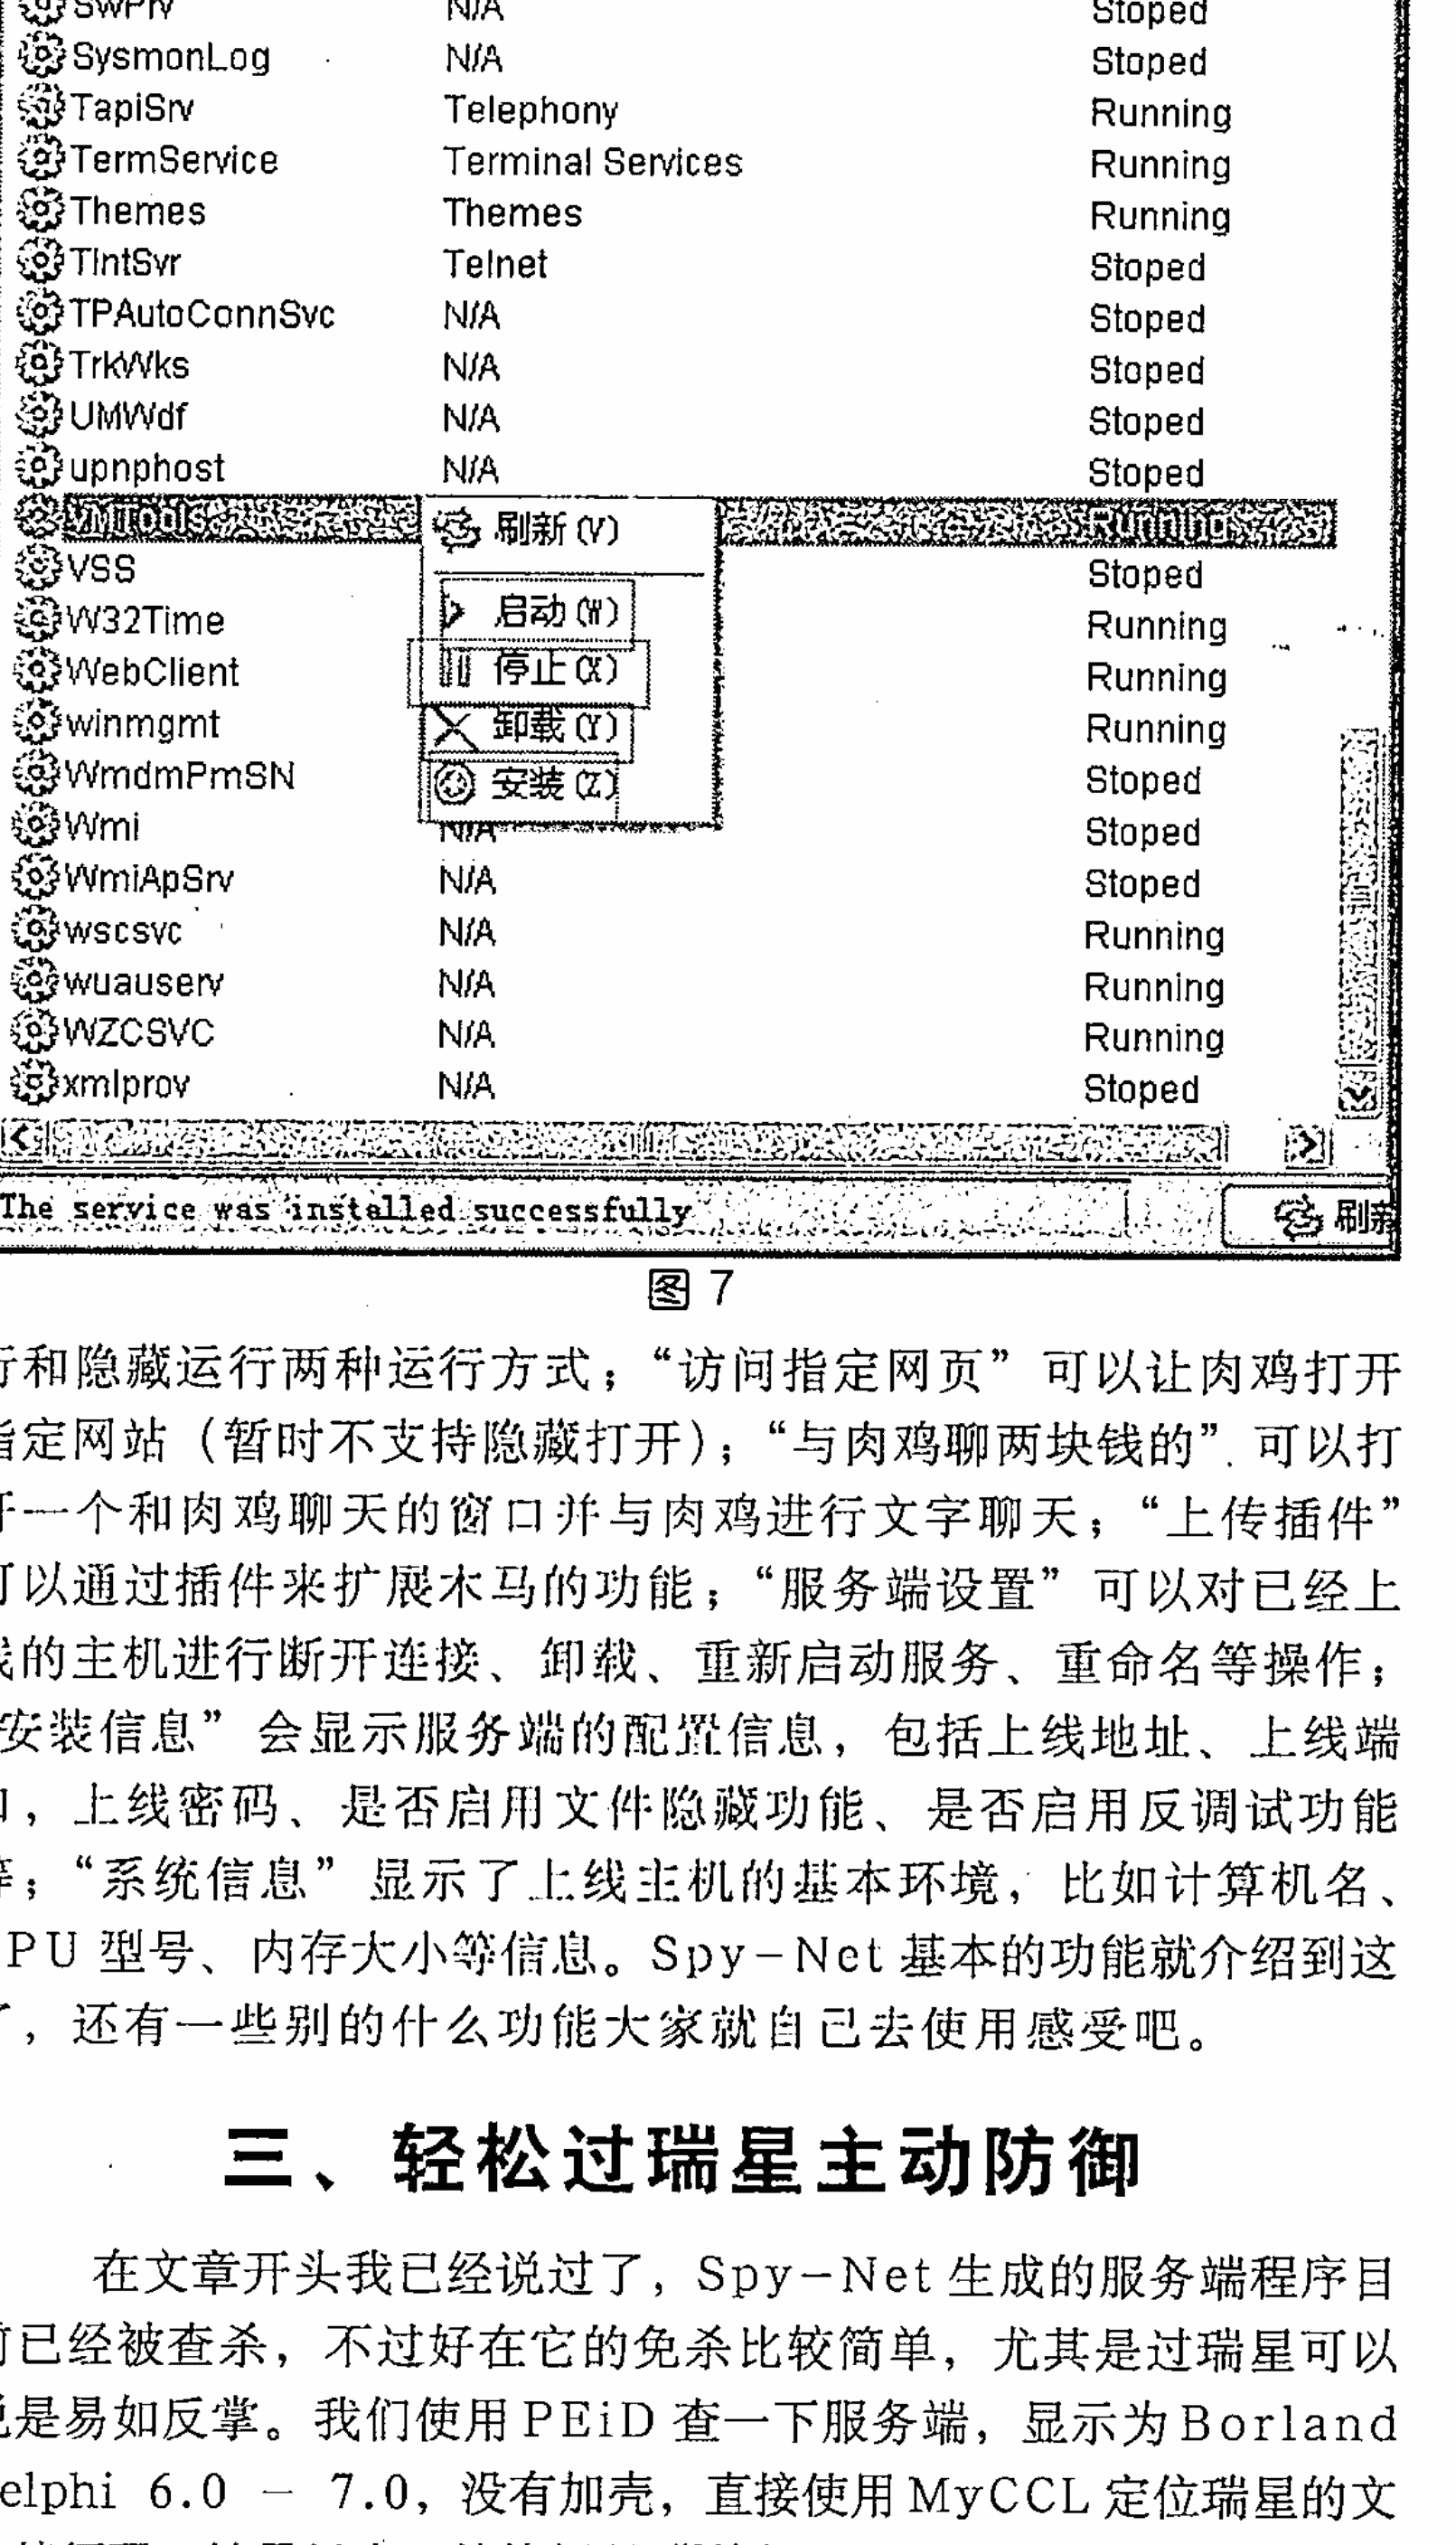 SwPrv N/A Stoped
SysmonLog N/A Stoped
TapiSrv Telephony Running
TermService Terminal Services Running
Themes Themes Running
TlntSvr Telnet Stoped
TPAutoConnSvc N/A Stoped
TrkWks N/A Stoped
UMWdf N/A Stoped
upnphost N/A Stoped
VMTools 刷新(V) Running
VSS Stoped
启动(W)
W32Time Running
WebClient 停止(X) Running
winmgmt 卸载(Y) Running
WmdmPmSN 安装(Z) Stoped
Wmi N/A Stoped
WmiApSrv N/A Stoped
wscsvc N/A Running
wuauserv N/A Running
WZCSVC N/A Running
xmlprov N/A Stoped
The service was installed successfully 刷新
图 7
行和隐藏运行两种运行方式；“访问指定网页”可以让肉鸡打开
指定网站（暂时不支持隐藏打开）；“与肉鸡聊两块钱的”可以打
开一个和肉鸡聊天的窗口并与肉鸡进行文字聊天；“上传插件”
可以通过插件来扩展木马的功能；“服务端设置”可以对已经上
线的主机进行断开连接、卸载、重新启动服务、重命名等操作；
安装信息”会显示服务端的配置信息，包括上线地址、上线端
，上线密码、是否启用文件隐藏功能、是否启用反调试功能
等；“系统信息”显示了上线主机的基本环境，比如计算机名、
PU 型号、内存大小等信息。Spy-Net 基本的功能就介绍到这
了，还有一些别的什么功能大家就自己去使用感受吧。
三、轻松过瑞星主动防御
在文章开头我已经说过了，Spy-Net 生成的服务端程序目
前已经被查杀，不过好在它的免杀比较简单，尤其是过瑞星可以
说是易如反掌。我们使用 PEiD 查一下服务端，显示为 Borland
elphi 6.0 - 7.0，没有加壳，直接使用 MyCCL 定位瑞星的文